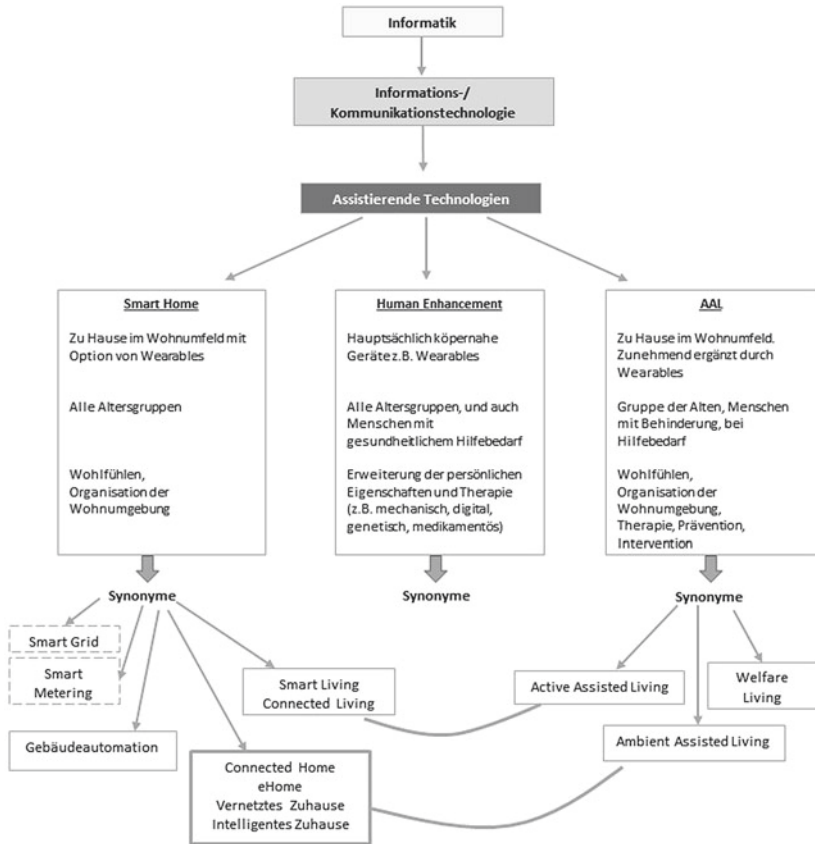 Informatik
Informations-/
Kommunikationstechnologie
Assistierende Technologien
Smart Home
Zu Hause im Wohnumfeld mit
Option von Wearables
Alle Altersgruppen
Wohlfühlen,
Organisation der
Wohnumgebung
Human Enhancement
Hauptsächlich köpernahe
Geräte z.B. Wearables
Alle Altersgruppen, und auch
Menschen mit
gesundheitlichem Hilfebedarf
Erweiterung der persönlichen
Eigenschaften und Therapie
(z.B. mechanisch, digital,
genetisch, medikamentös)
AAL
Zu Hause im Wohnumfeld.
Zunehmend ergänzt durch
Wearables
Gruppe der Alten, Menschen
mit Behinderung, bei
Hilfebedarf
Wohlfühlen,
Organisation der
Wohnumgebung,
Therapie, Prävention,
Intervention
Synonyme
Synonyme
Synonyme
Smart Grid
Smart
Metering
Gebäudeautomation
Smart Living
Connected Living
Connected Home
eHome
Vernetztes Zuhause
Intelligentes Zuhause
Active Assisted Living
Welfare
Living
Ambient Assisted Living